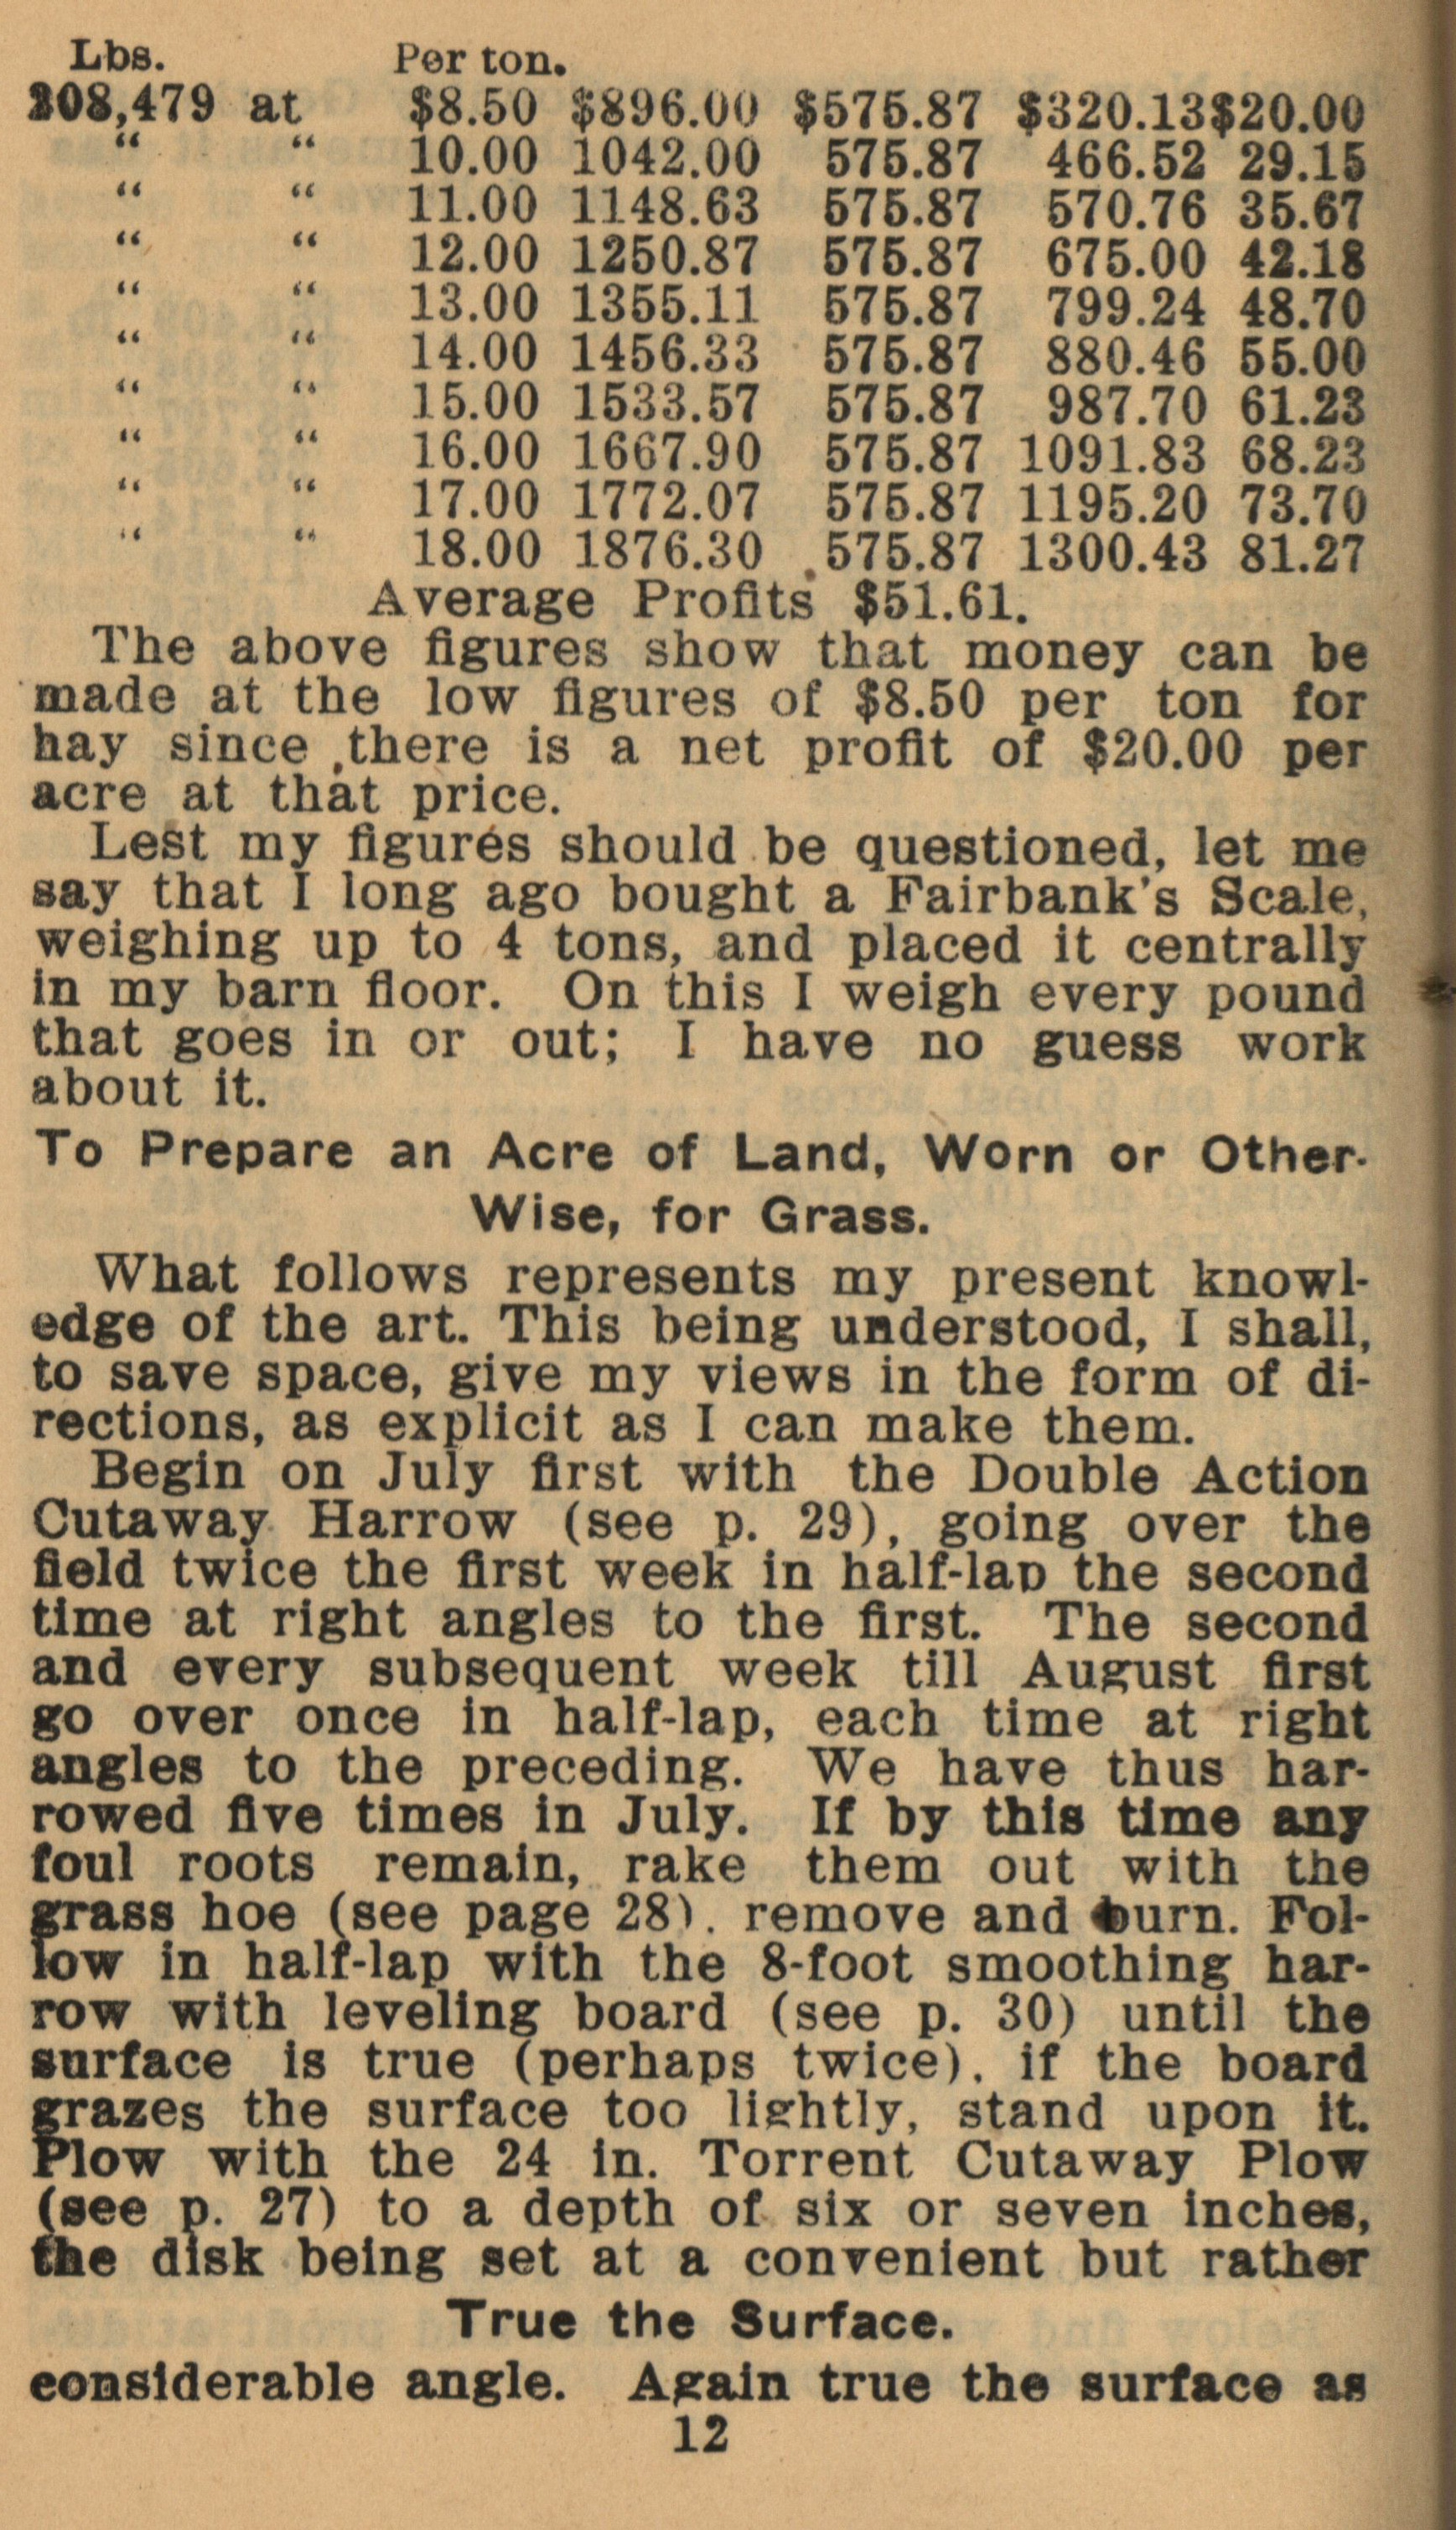 Lbs. Per ton.
208,479 at $8.50 $896.00 $575.87 $320.13 $20.00
“ “ 10.00 1042.00 575.87 466.52 29.15
“ “ 11.00 1148.63 575.87 570.76 35.67
“ “ 12.00 1250.87 575.87 675.00 42.18
“ “ 13.00 1355.11 575.87 799.24 48.70
“ “ 14.00 1456.33 575.87 880.46 55.00
“ “ 15.00 1533.57 575.87 987.70 61.23
“ “ 16.00 1667.90 575.87 1091.83 68.23
“ “ 17.00 1772.07 575.87 1195.20 73.70
“ “ 18.00 1876.30 575.87 1300.43 81.27
Average Profits $51.61.
The above figures show that money can be
made at the low figures of $8.50 per ton for
hay since there is a net profit of $20.00 per
acre at that price.
Lest my figures should be questioned, let me
say that I long ago bought a Fairbank's Scale,
weighing up to 4 tons, and placed it centrally
in my barn floor. On this I weigh every pound
that goes in or out; I have no guess work
about it.
To Prepare an Acre of Land, Worn or Other-
Wise, for Grass.
What follows represents my present knowl-
edge of the art. This being understood, I shall,
to save space, give my views in the form of di-
rections, as explicit as I can make them.
Begin on July first with the Double Action
Cutaway Harrow (see p. 29), going over the
field twice the first week in half-lap the second
time at right angles to the first. The second
and every subsequent week till August first
go over once in half-lap, each time at right
angles to the preceding. We have thus har-
rowed five times in July. If by this time any
foul roots remain, rake them out with the
grass hoe (see page 28). remove and burn. Fol-
low in half-lap with the 8-foot smoothing har-
row with leveling board (see p. 30) until the
surface is true (perhaps twice), if the board
grazes the surface too lightly, stand upon it.
Plow with the 24 in. Torrent Cutaway Plow
(see p. 27) to a depth of six or seven inches,
the disk being set at a convenient but rather
True the Surface.
considerable angle. Again true the surface as
12